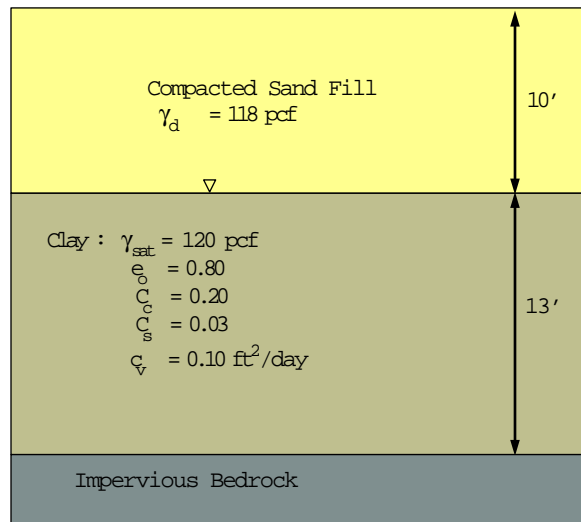 Compacted Sand Fill
γd = 118 pcf
10’
Clay : γsat = 120 pcf
eo = 0.80
Cc = 0.20
Cs = 0.03
cv = 0.10 ft²/day
13’
Impervious Bedrock